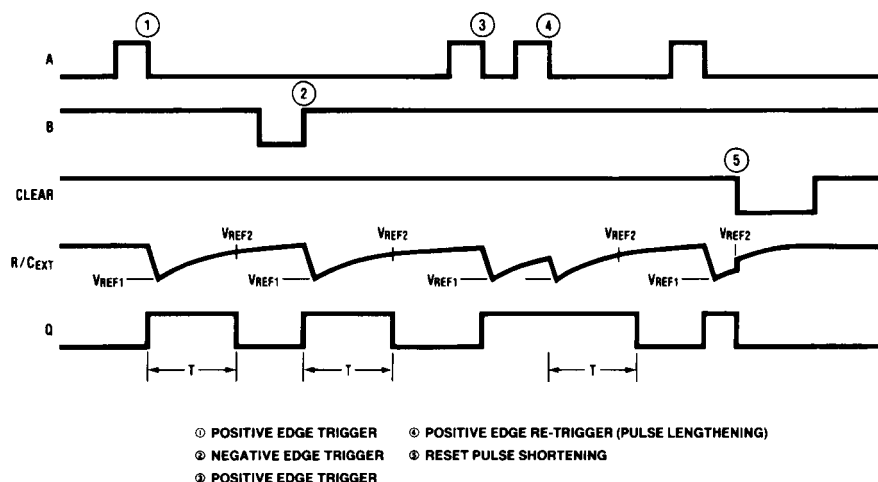 ① ③ ④
A
②
B
⑤
CLEAR
VREF2 VREF2 VREF2 VREF2
R/CEXT
VREF1 VREF1 VREF1 VREF1
Q
T T T
① POSITIVE EDGE TRIGGER ④ POSITIVE EDGE RE-TRIGGER (PULSE LENGTHENING)
② NEGATIVE EDGE TRIGGER ⑤ RESET PULSE SHORTENING
③ POSITIVE EDGE TRIGGER